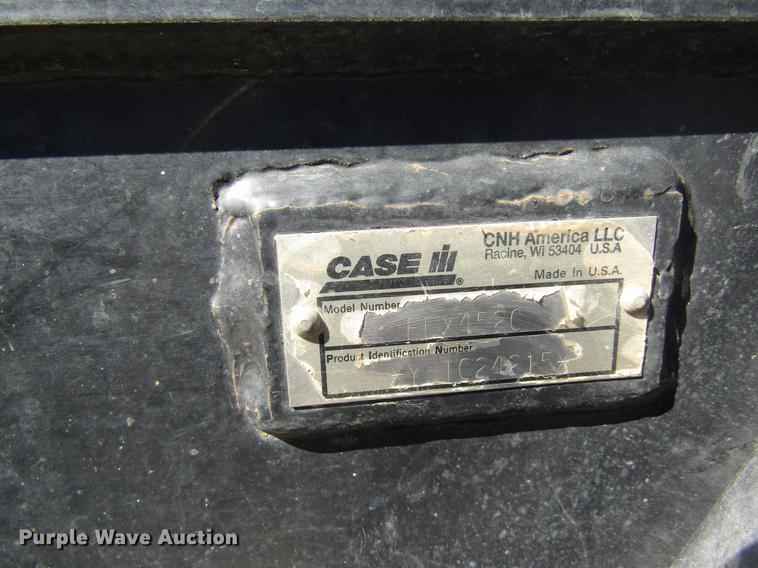 CASE IH
®
CNH America LLC
Racine, WI 53404 U.S.A
Made In U.S.A.
Model Number
Product Identification Number
Purple Wave Auction